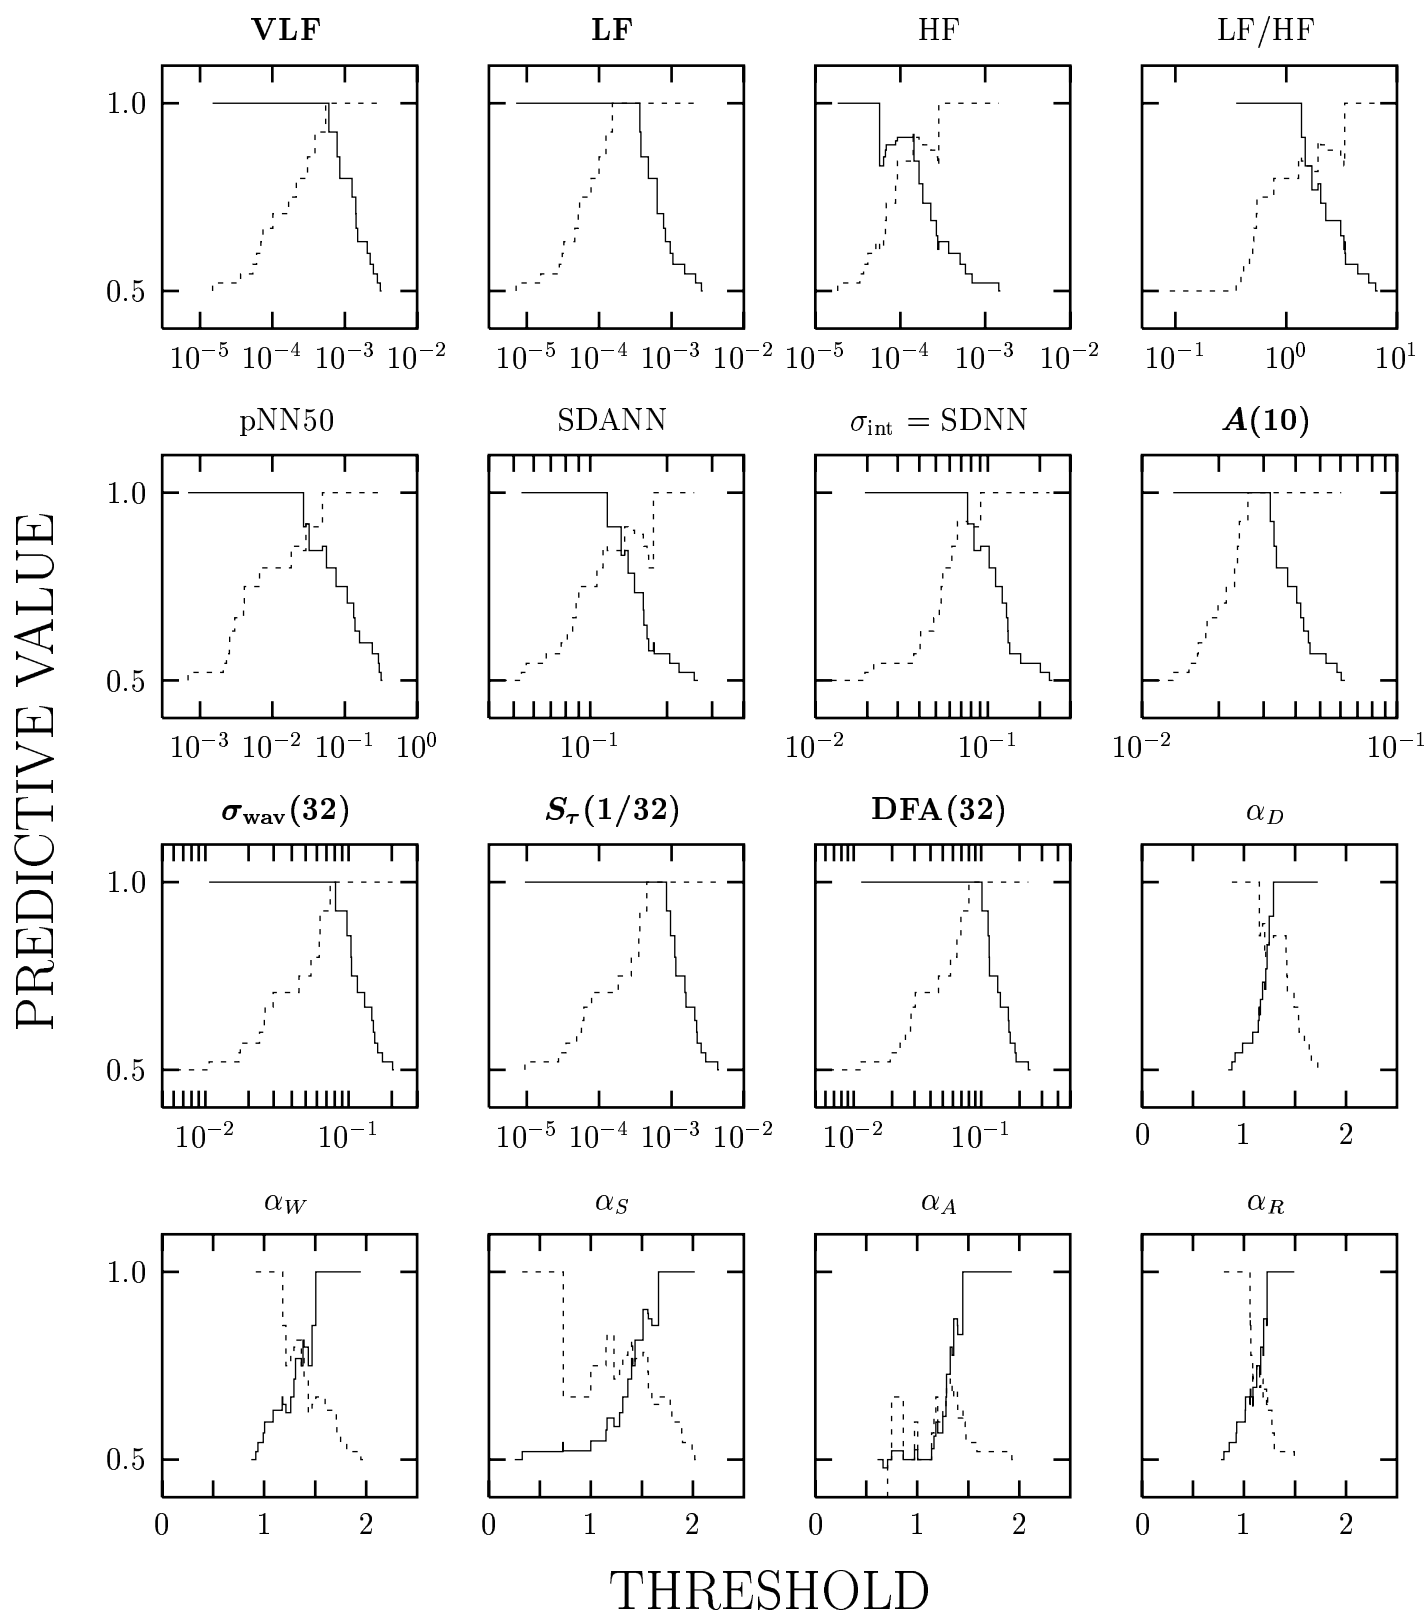 VLF LF HF LF/HF
1.0
0.5
10⁻⁵ 10⁻⁴ 10⁻³ 10⁻² 10⁻⁵ 10⁻⁴ 10⁻³ 10⁻² 10⁻⁵ 10⁻⁴ 10⁻³ 10⁻² 10⁻¹ 10⁰ 10¹
pNN50 SDANN σ_int = SDNN A(10)
1.0
0.5
10⁻³ 10⁻² 10⁻¹ 10⁰ 10⁻¹ 10⁻² 10⁻¹ 10⁻² 10⁻¹
PREDICTIVE VALUE
σ_wav(32) S_τ(1/32) DFA(32) α_D
1.0
0.5
10⁻² 10⁻¹ 10⁻⁵ 10⁻⁴ 10⁻³ 10⁻² 10⁻² 10⁻¹ 0 1 2
α_W α_S α_A α_R
1.0
0.5
0 1 2 0 1 2 0 1 2 0 1 2
THRESHOLD